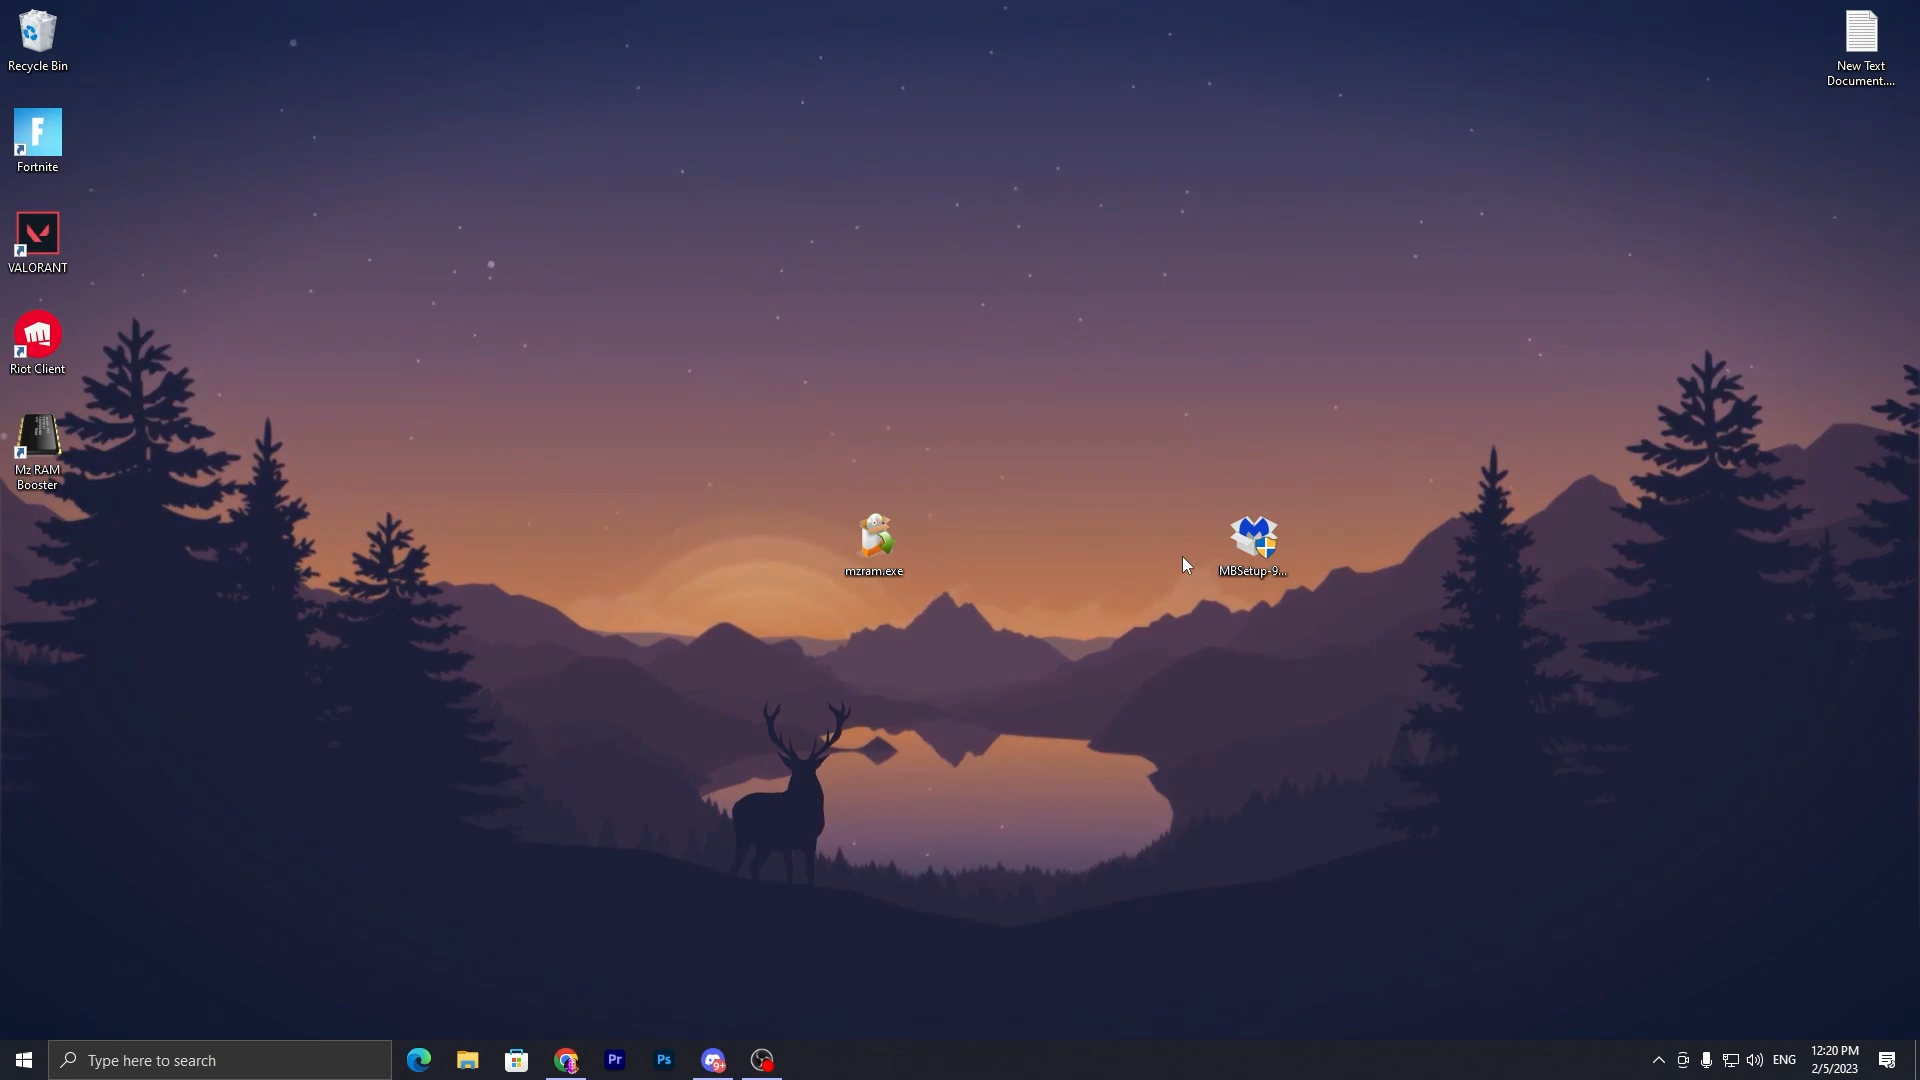 Recycle Bin
New Text
Document....
F
Fortnite
VALORANT
Riot Client
Mz RAM
Booster
mzram.exe
MBSetup-9...
Type here to search
Pr
Ps
9+
ENG
12:20 PM
2/5/2023